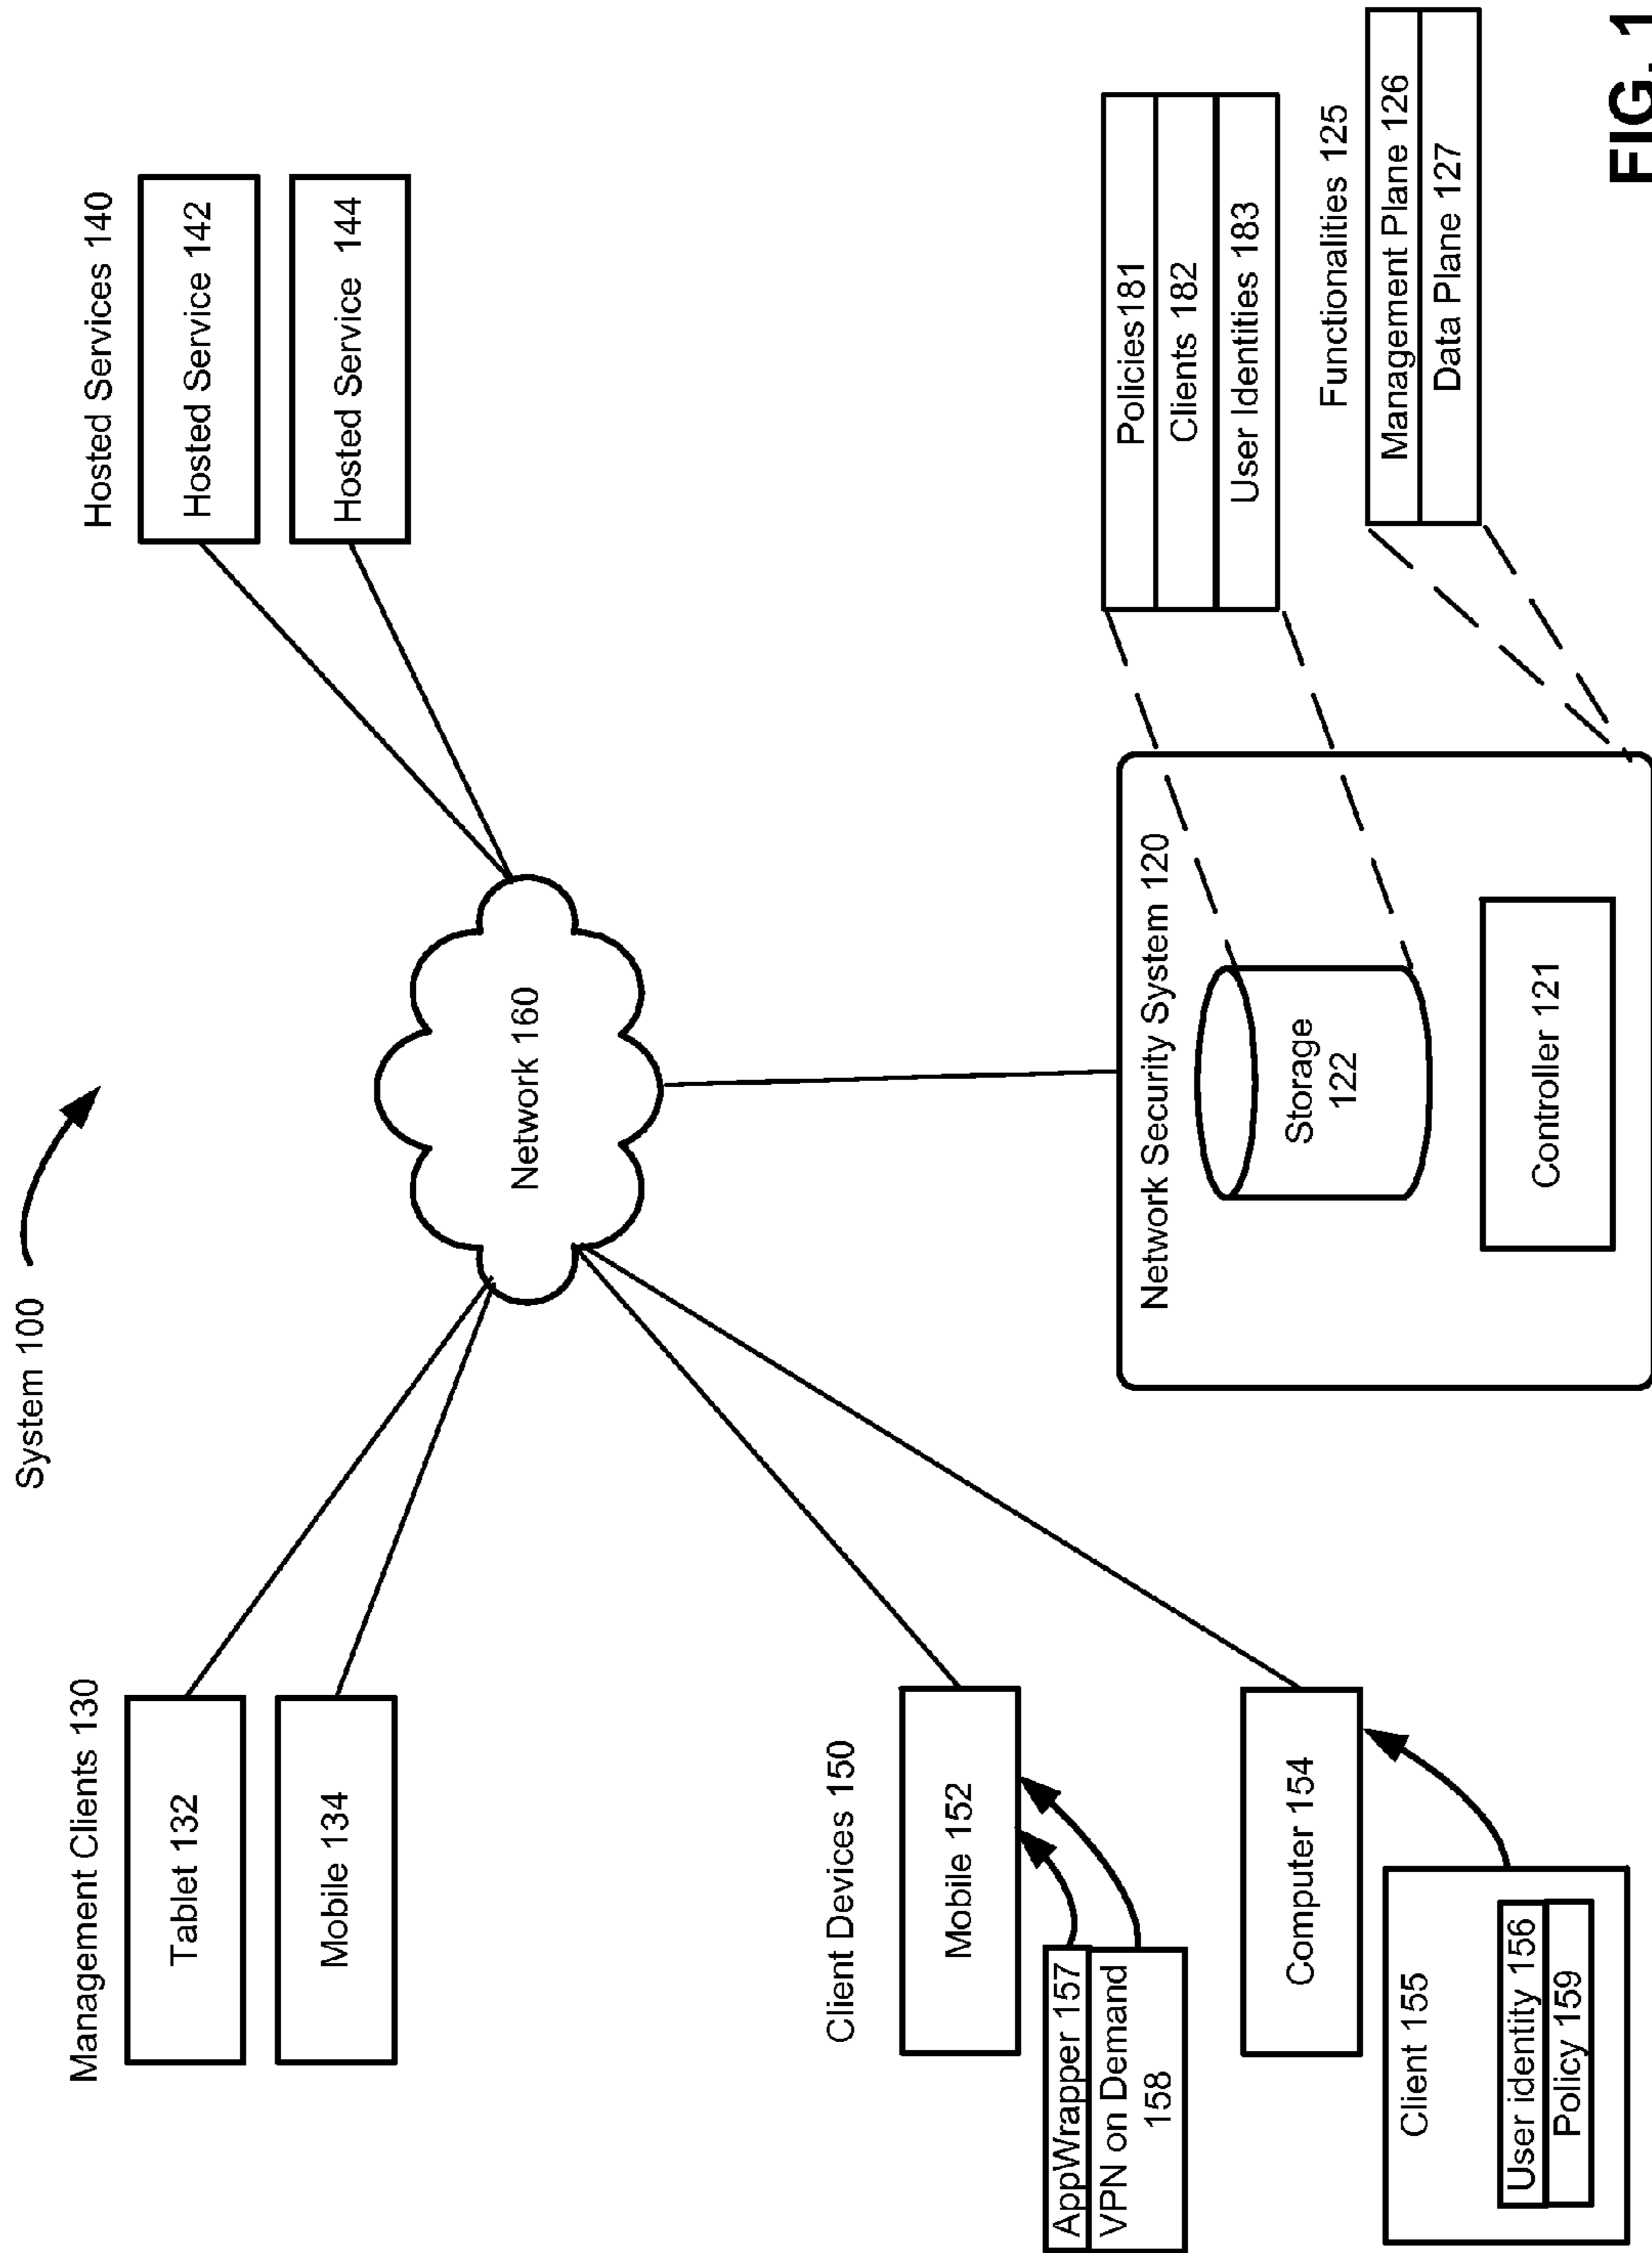 System 100
Management Clients 130
Tablet 132
Mobile 134
Hosted Services 140
Hosted Service 142
Hosted Service 144
Network 160
Client Devices 150
Mobile 152
AppWrapper 157
VPN on Demand
158
Computer 154
Client 155
User identity 156
Policy 159
Network Security System 120
Storage
122
Controller 121
Policies181
Clients 182
User Identities 183
Functionalities 125
Management Plane 126
Data Plane 127
FIG. 1